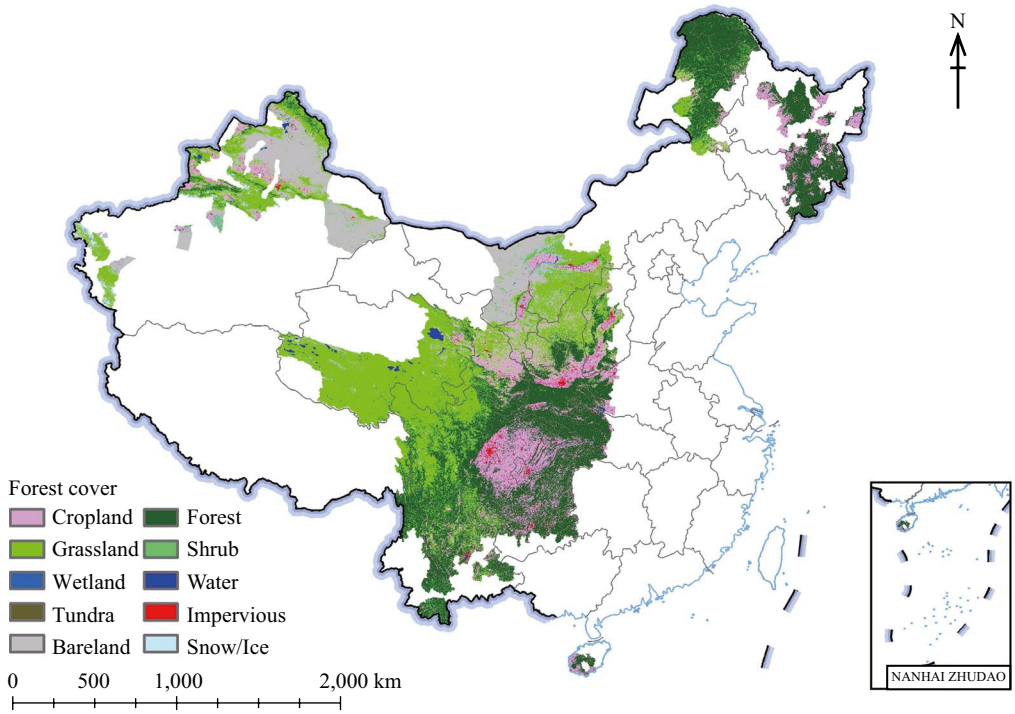 N
Forest cover
Cropland Forest
Grassland Shrub
Wetland Water
Tundra Impervious
Bareland Snow/Ice
0 500 1,000 2,000 km
NANHAI ZHUDAO